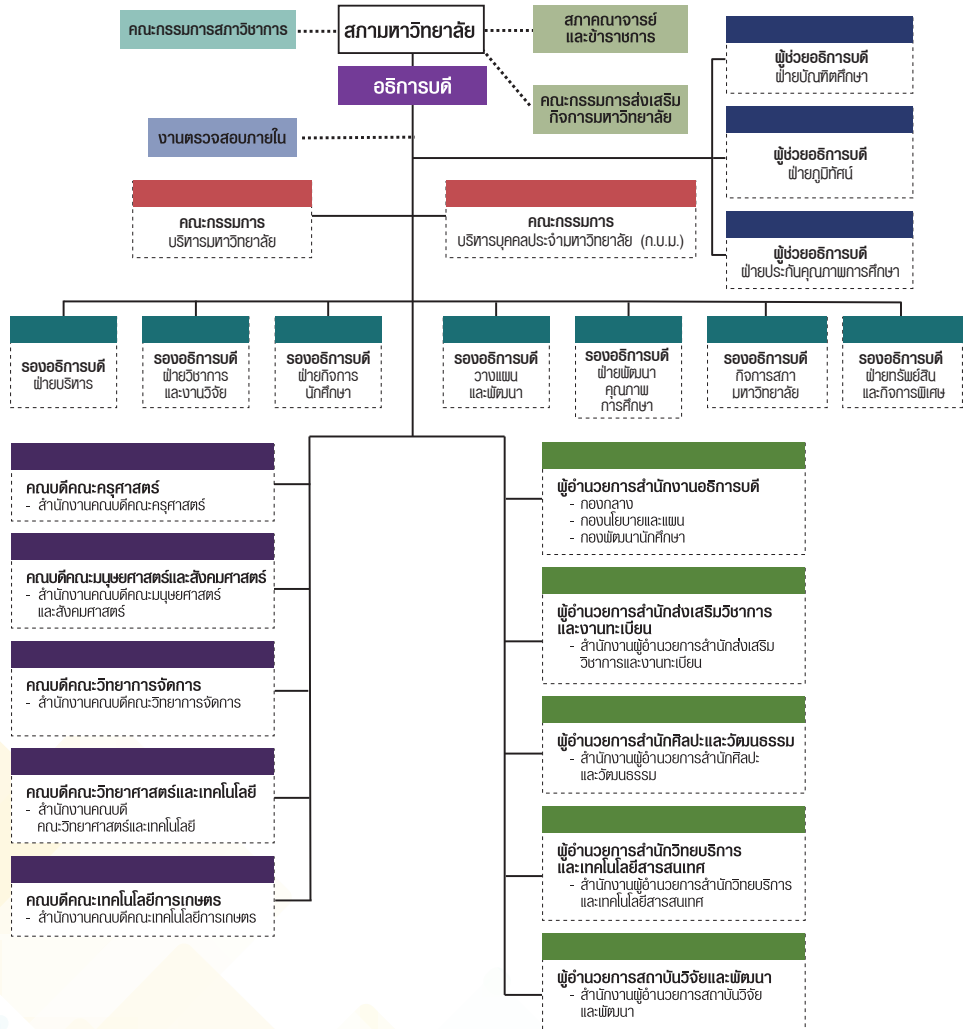 คณะกรรมการสภาวิชาการ
สภามหาวิทยาลัย
สภาคณาจารย์
และข้าราชการ
อธิการบดี
คณะกรรมการส่งเสริม
กิจการมหาวิทยาลัย
งานตรวจสอบภายใน
ผู้ช่วยอธิการบดี
ฝ่ายบัณฑิตศึกษา
ผู้ช่วยอธิการบดี
ฝ่ายภูมิทัศน์
ผู้ช่วยอธิการบดี
ฝ่ายประกันคุณภาพการศึกษา
คณะกรรมการ
บริหารมหาวิทยาลัย
คณะกรรมการ
บริหารบุคคลประจำมหาวิทยาลัย (ก.บ.ม.)
รองอธิการบดี
ฝ่ายบริหาร
รองอธิการบดี
ฝ่ายวิชาการ
และงานวิจัย
รองอธิการบดี
ฝ่ายกิจการ
นักศึกษา
รองอธิการบดี
วางแผน
และพัฒนา
รองอธิการบดี
ฝ่ายพัฒนา
คุณภาพ
การศึกษา
รองอธิการบดี
กิจการสภา
มหาวิทยาลัย
รองอธิการบดี
ฝ่ายทรัพย์สิน
และกิจการพิเศษ
คณบดีคณะครุศาสตร์
- สำนักงานคณบดีคณะครุศาสตร์
คณบดีคณะมนุษยศาสตร์และสังคมศาสตร์
- สำนักงานคณบดีคณะมนุษยศาสตร์
และสังคมศาสตร์
คณบดีคณะวิทยาการจัดการ
- สำนักงานคณบดีคณะวิทยาการจัดการ
คณบดีคณะวิทยาศาสตร์และเทคโนโลยี
- สำนักงานคณบดี
คณะวิทยาศาสตร์และเทคโนโลยี
คณบดีคณะเทคโนโลยีการเกษตร
- สำนักงานคณบดีคณะเทคโนโลยีการเกษตร
ผู้อำนวยการสำนักงานอธิการบดี
- กองกลาง
- กองนโยบายและแผน
- กองพัฒนานักศึกษา
ผู้อำนวยการสำนักส่งเสริมวิชาการ
และงานทะเบียน
- สำนักงานผู้อำนวยการสำนักส่งเสริม
วิชาการและงานทะเบียน
ผู้อำนวยการสำนักศิลปะและวัฒนธรรม
- สำนักงานผู้อำนวยการสำนักศิลปะ
และวัฒนธรรม
ผู้อำนวยการสำนักวิทยบริการ
และเทคโนโลยีสารสนเทศ
- สำนักงานผู้อำนวยการสำนักวิทยบริการ
และเทคโนโลยีสารสนเทศ
ผู้อำนวยการสถาบันวิจัยและพัฒนา
- สำนักงานผู้อำนวยการสถาบันวิจัย
และพัฒนา